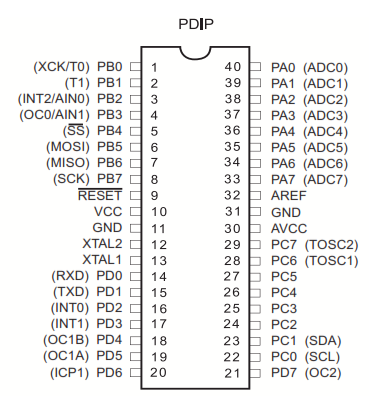 PDIP
(XCK/T0) PB0 1 40 PA0 (ADC0)
(T1) PB1 2 39 PA1 (ADC1)
(INT2/AIN0) PB2 3 38 PA2 (ADC2)
(OC0/AIN1) PB3 4 37 PA3 (ADC3)
(SS) PB4 5 36 PA4 (ADC4)
(MOSI) PB5 6 35 PA5 (ADC5)
(MISO) PB6 7 34 PA6 (ADC6)
(SCK) PB7 8 33 PA7 (ADC7)
RESET 9 32 AREF
VCC 10 31 GND
GND 11 30 AVCC
XTAL2 12 29 PC7 (TOSC2)
XTAL1 13 28 PC6 (TOSC1)
(RXD) PD0 14 27 PC5
(TXD) PD1 15 26 PC4
(INT0) PD2 16 25 PC3
(INT1) PD3 17 24 PC2
(OC1B) PD4 18 23 PC1 (SDA)
(OC1A) PD5 19 22 PC0 (SCL)
(ICP1) PD6 20 21 PD7 (OC2)